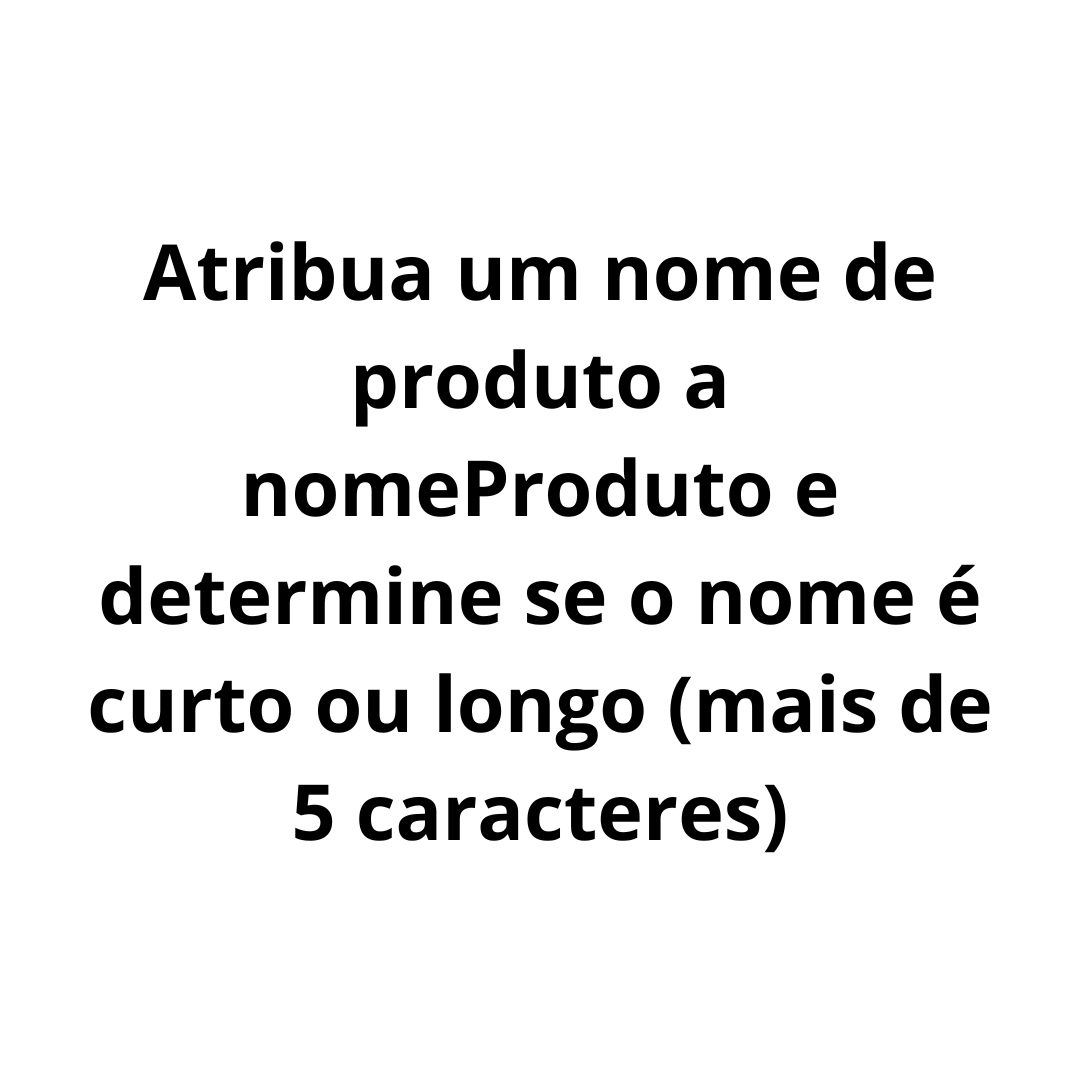 Atribua um nome de
produto a
nomeProduto e
determine se o nome é
curto ou longo (mais de
5 caracteres)